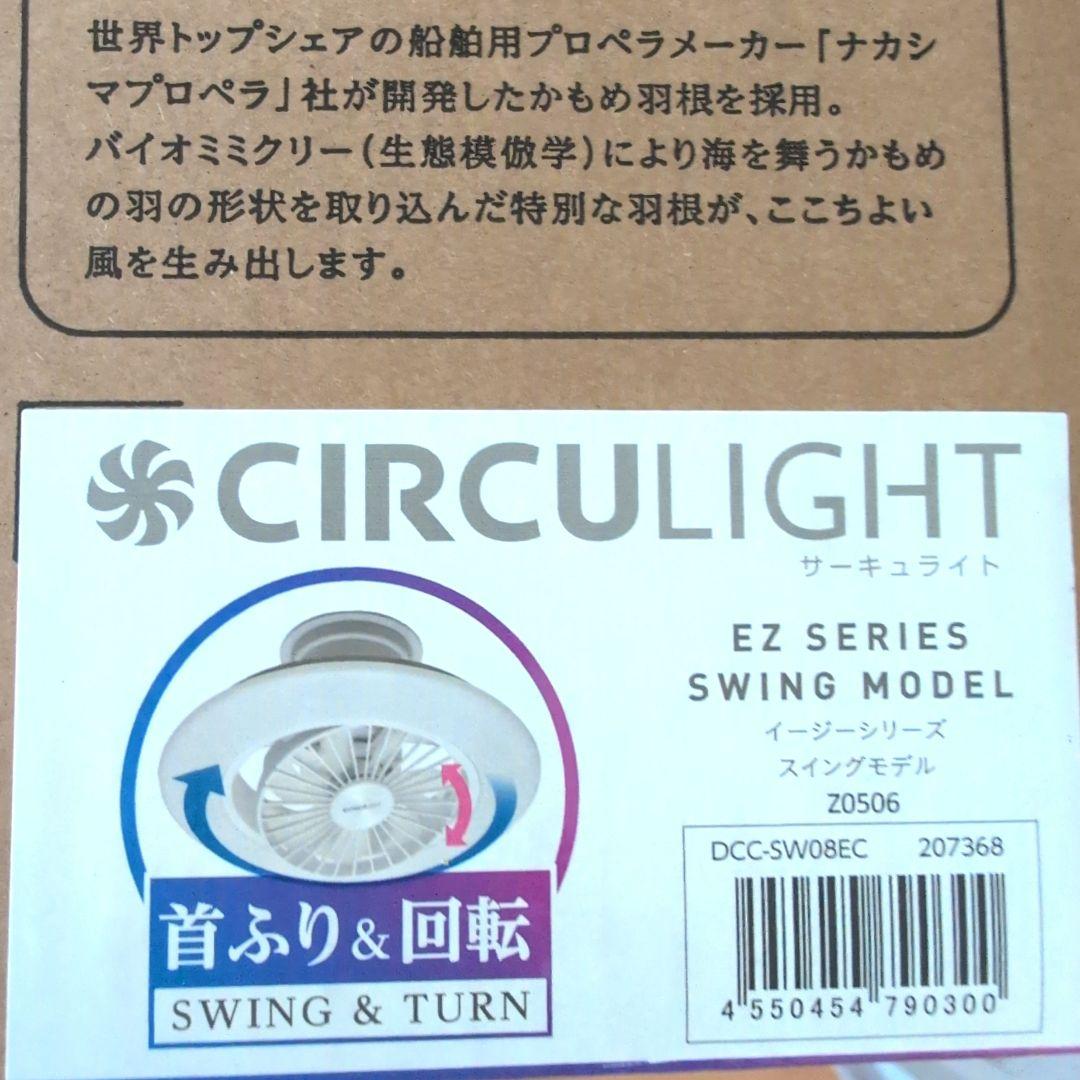 世界トップシェアの船舶用プロペラメーカー「ナカシ
マプロペラ」社が開発したかもめ羽根を採用。
バイオミミクリー(生態模倣学)により海を舞うかもめ
の羽の形状を取り込んだ特別な羽根が、ここちよい
風を生み出します。
CIRCULIGHT
サーキュライト
EZ SERIES
SWING MODEL
イージーシリーズ
スイングモデル
Z0506
DCC-SW08EC 207368
4 550454 790300
首ふり&回転
SWING & TURN